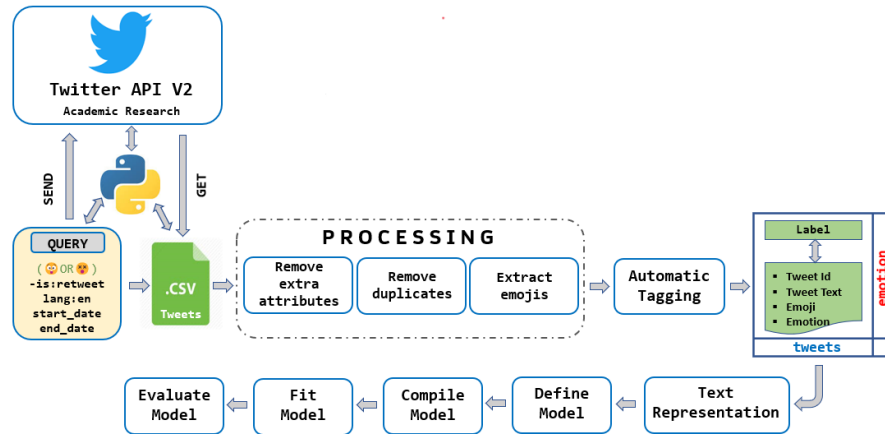 Twitter API V2
Academic Research
SEND
GET
QUERY
( OR )
-is:retweet
lang:en
start_date
end_date
.CSV
Tweets
PROCESSING
Remove
extra
attributes
Remove
duplicates
Extract
emojis
Automatic
Tagging
Label
Tweet Id
Tweet Text
Emoji
Emotion
tweets
emotion
Evaluate
Model
Fit
Model
Compile
Model
Define
Model
Text
Representation